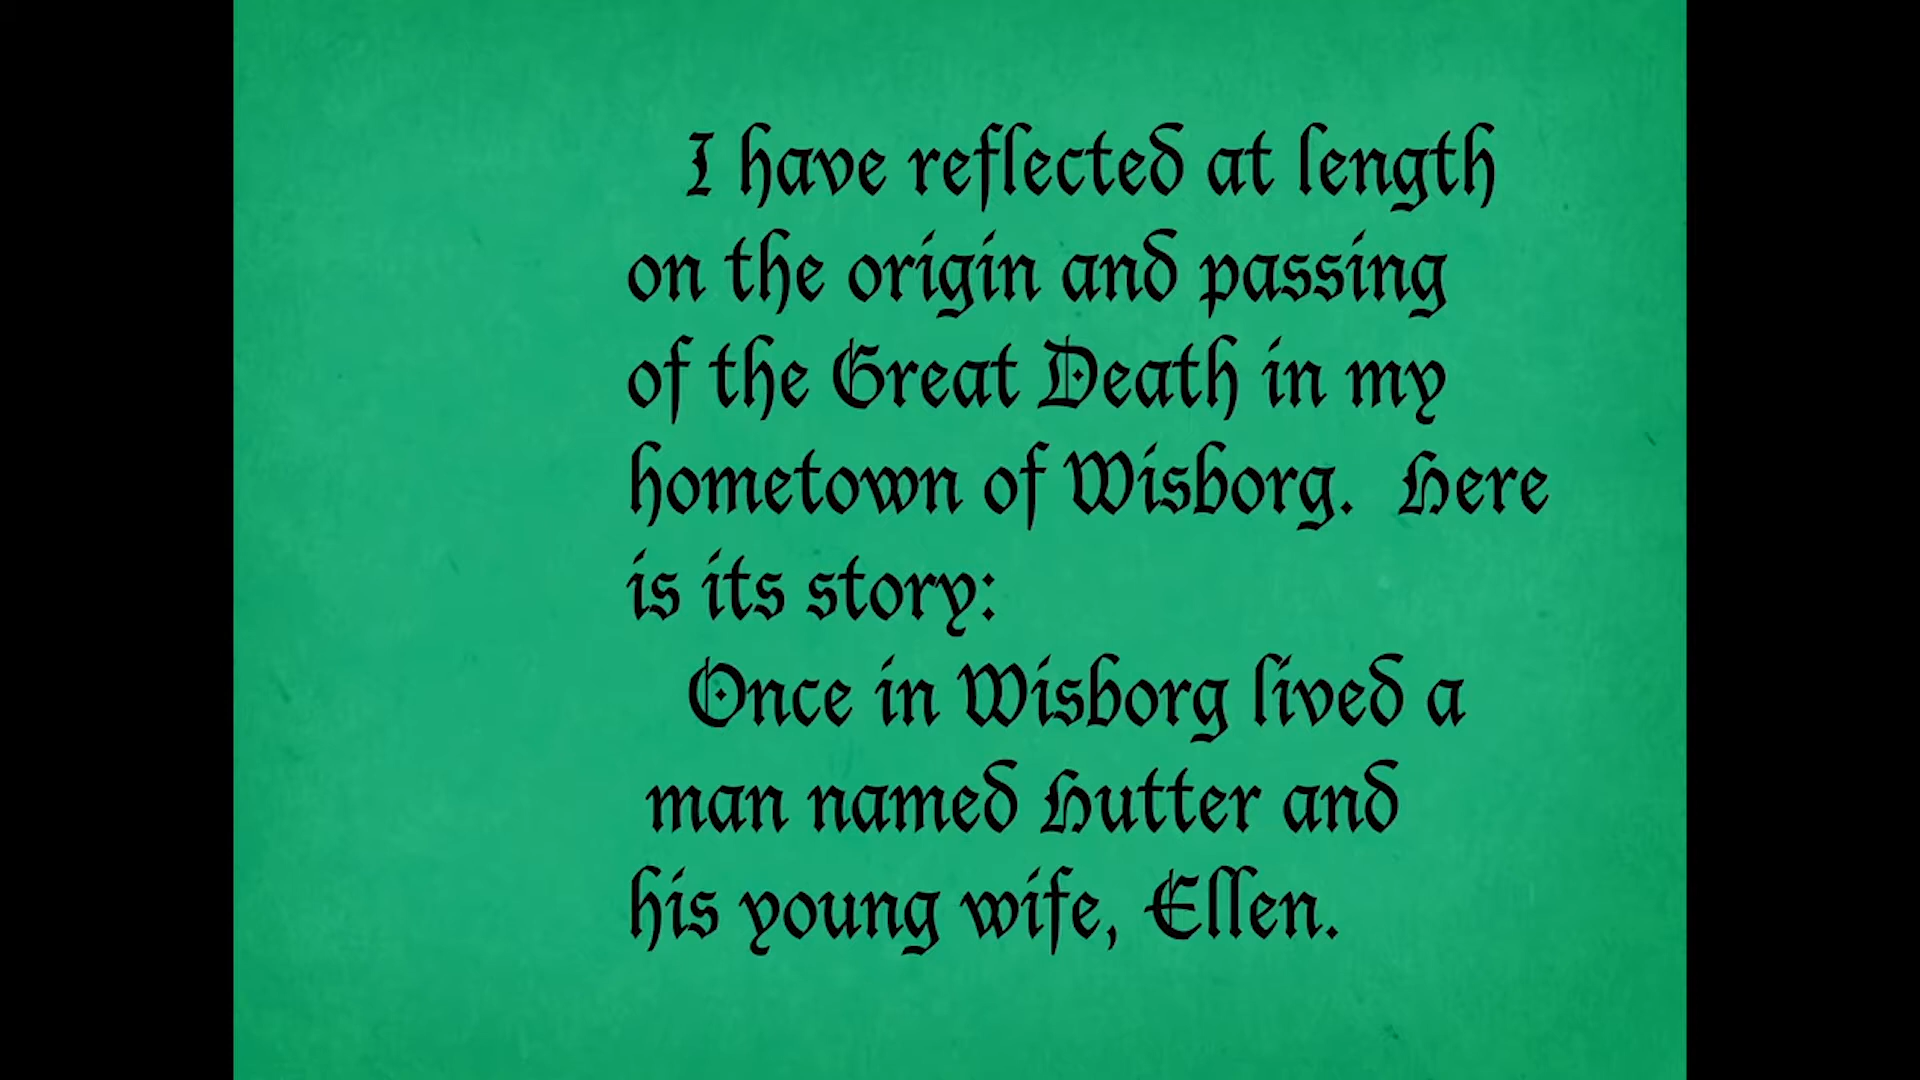 I have reflected at length
on the origin and passing
of the Great Death in my
hometown of Wisborg. Here
is its story:
Once in Wisborg lived a
man named Hutter and
his young wife, Ellen.